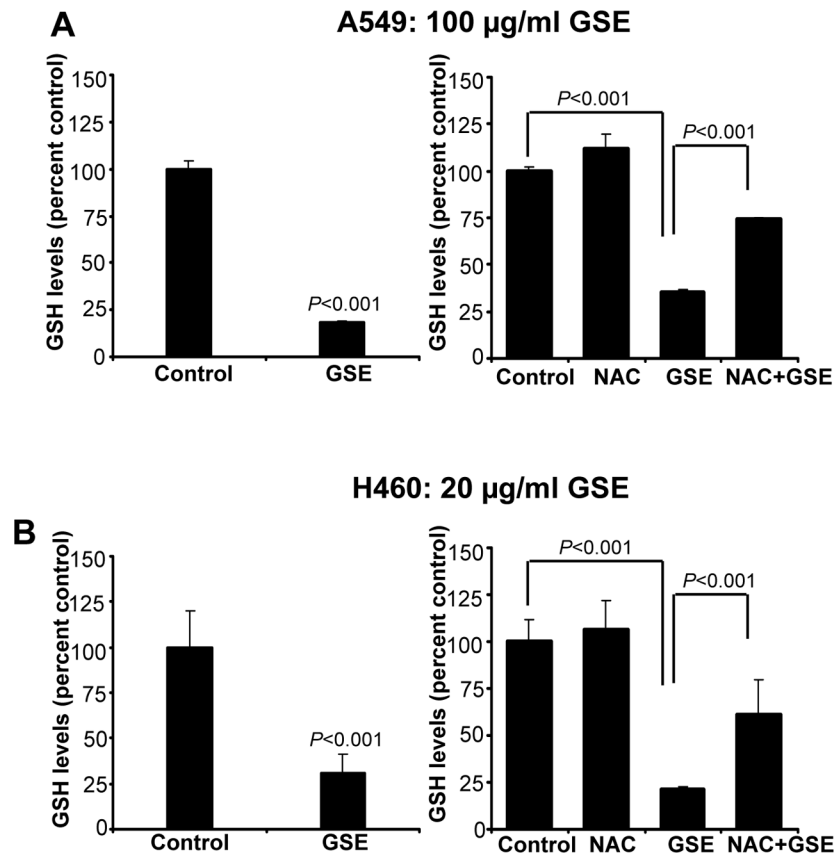 A
A549: 100 µg/ml GSE
GSH levels (percent control)
150
125
100
75
50
25
0
P<0.001
Control
GSE
GSH levels (percent control)
150
125
100
75
50
25
0
P<0.001
P<0.001
Control
NAC
GSE
NAC+GSE
H460: 20 µg/ml GSE
B
GSH levels (percent control)
150
125
100
75
50
25
0
P<0.001
Control
GSE
GSH levels (percent control)
150
125
100
75
50
25
0
P<0.001
P<0.001
Control
NAC
GSE
NAC+GSE